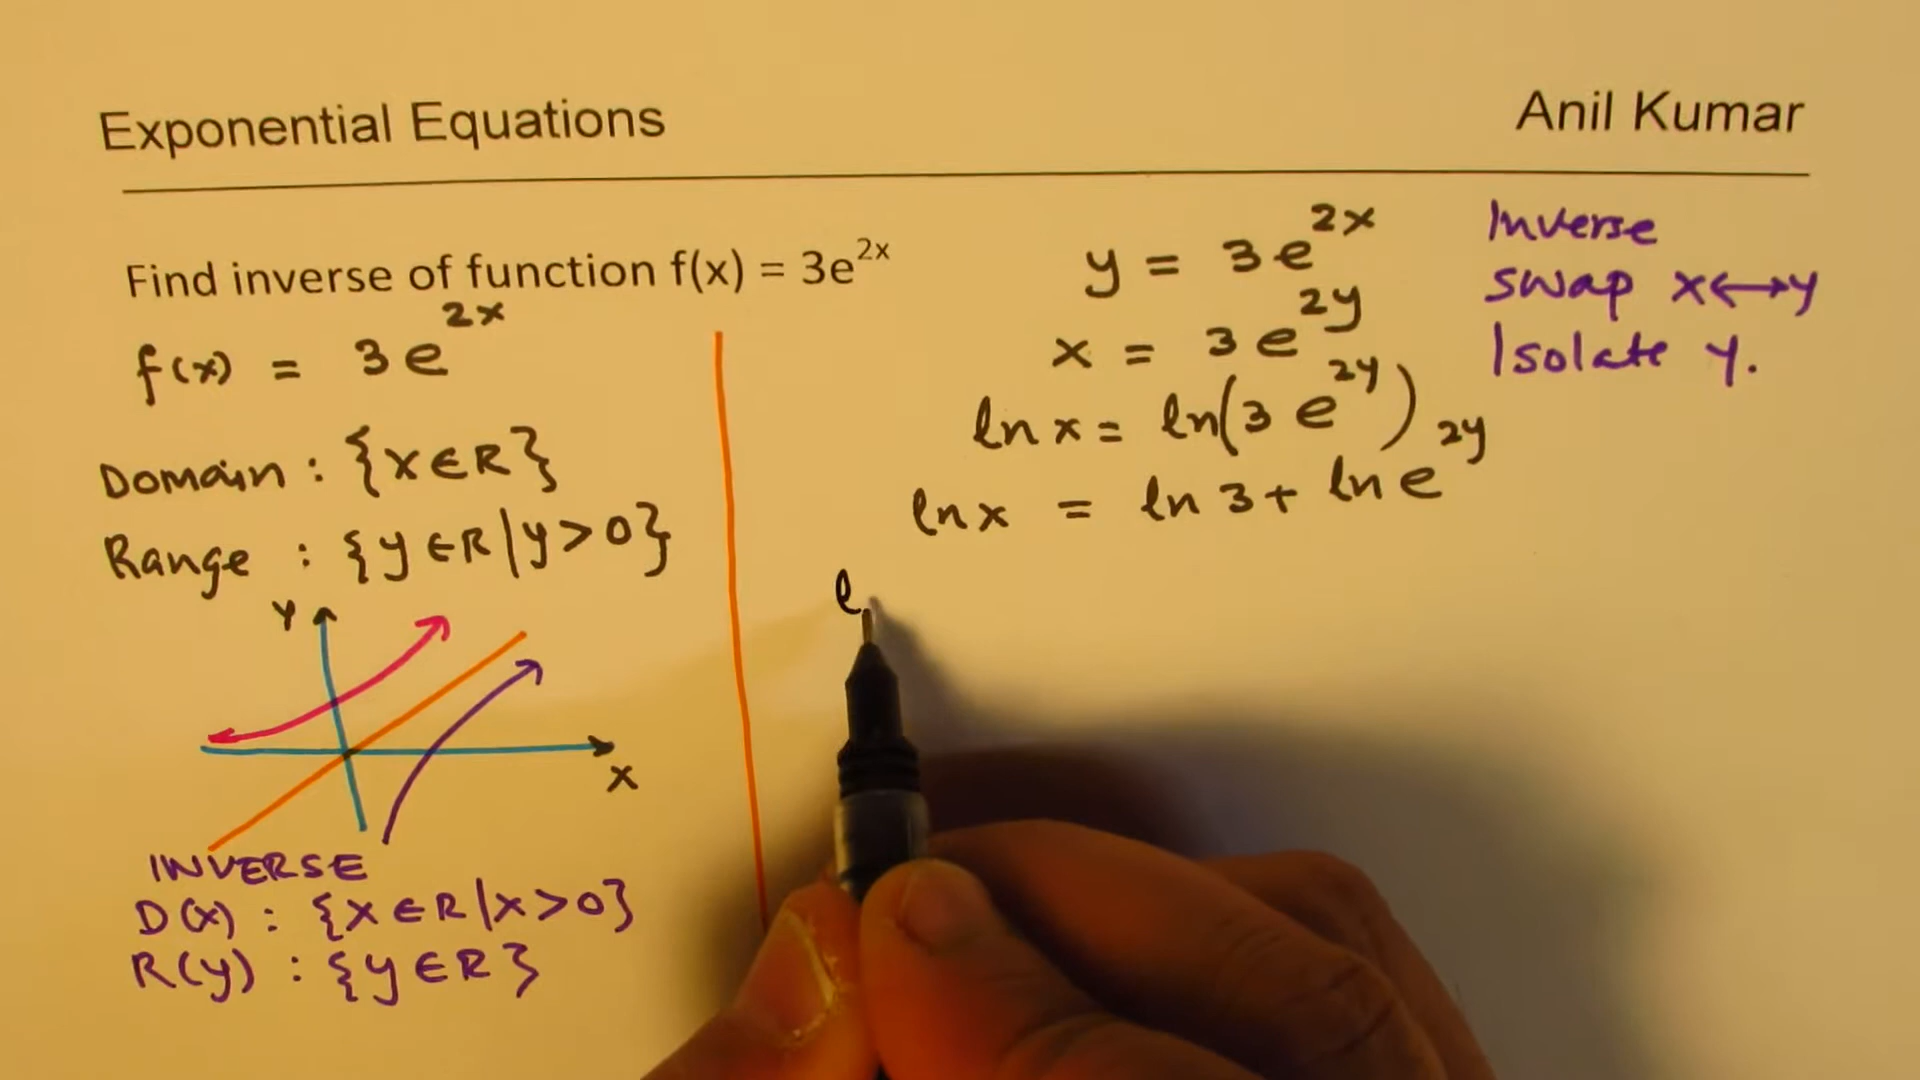 Exponential Equations
Anil Kumar
Find inverse of function f(x) = 3e^2x
f(x) = 3e^2x
Domain : {x∈R}
Range : {y∈R|y>0}
Y
X
INVERSE
D(x) : {x∈R|x>0}
R(y) : {y∈R}
y = 3e^2x
x = 3e^2y
ln x = ln(3 e^2y)
ln x = ln 3 + ln e^2y
Inverse
swap x↔y
Isolate y.